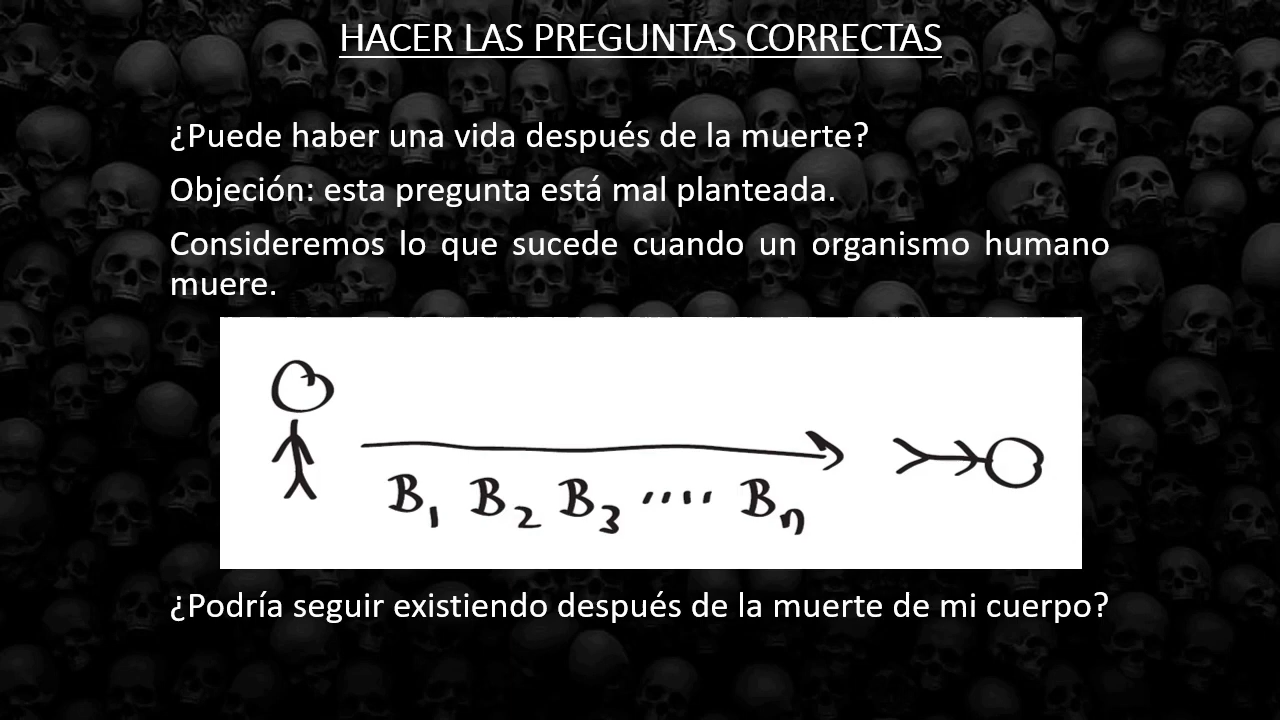 HACER LAS PREGUNTAS CORRECTAS
¿Puede haber una vida después de la muerte?
Objeción: esta pregunta está mal planteada.
Consideremos lo que sucede cuando un organismo humano
muere.
B₁ B₂ B₃ .... Bₙ
¿Podría seguir existiendo después de la muerte de mi cuerpo?